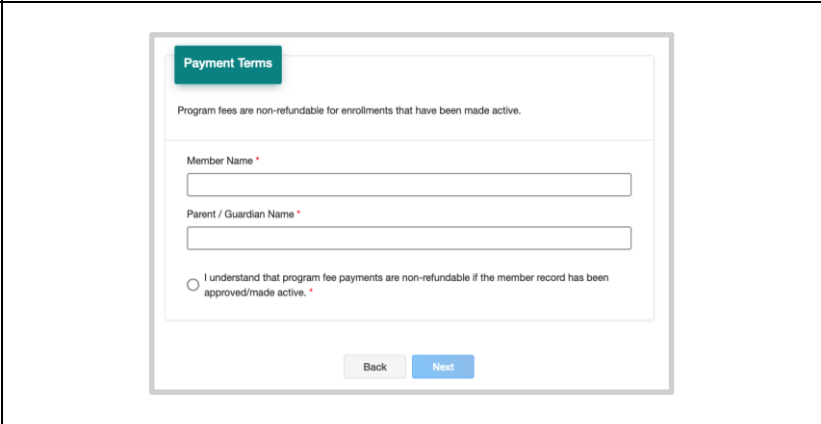 Payment Terms
Program fees are non-refundable for enrollments that have been made active.
Member Name *
Parent / Guardian Name *
I understand that program fee payments are non-refundable if the member record has been
approved/made active. *
Back Next